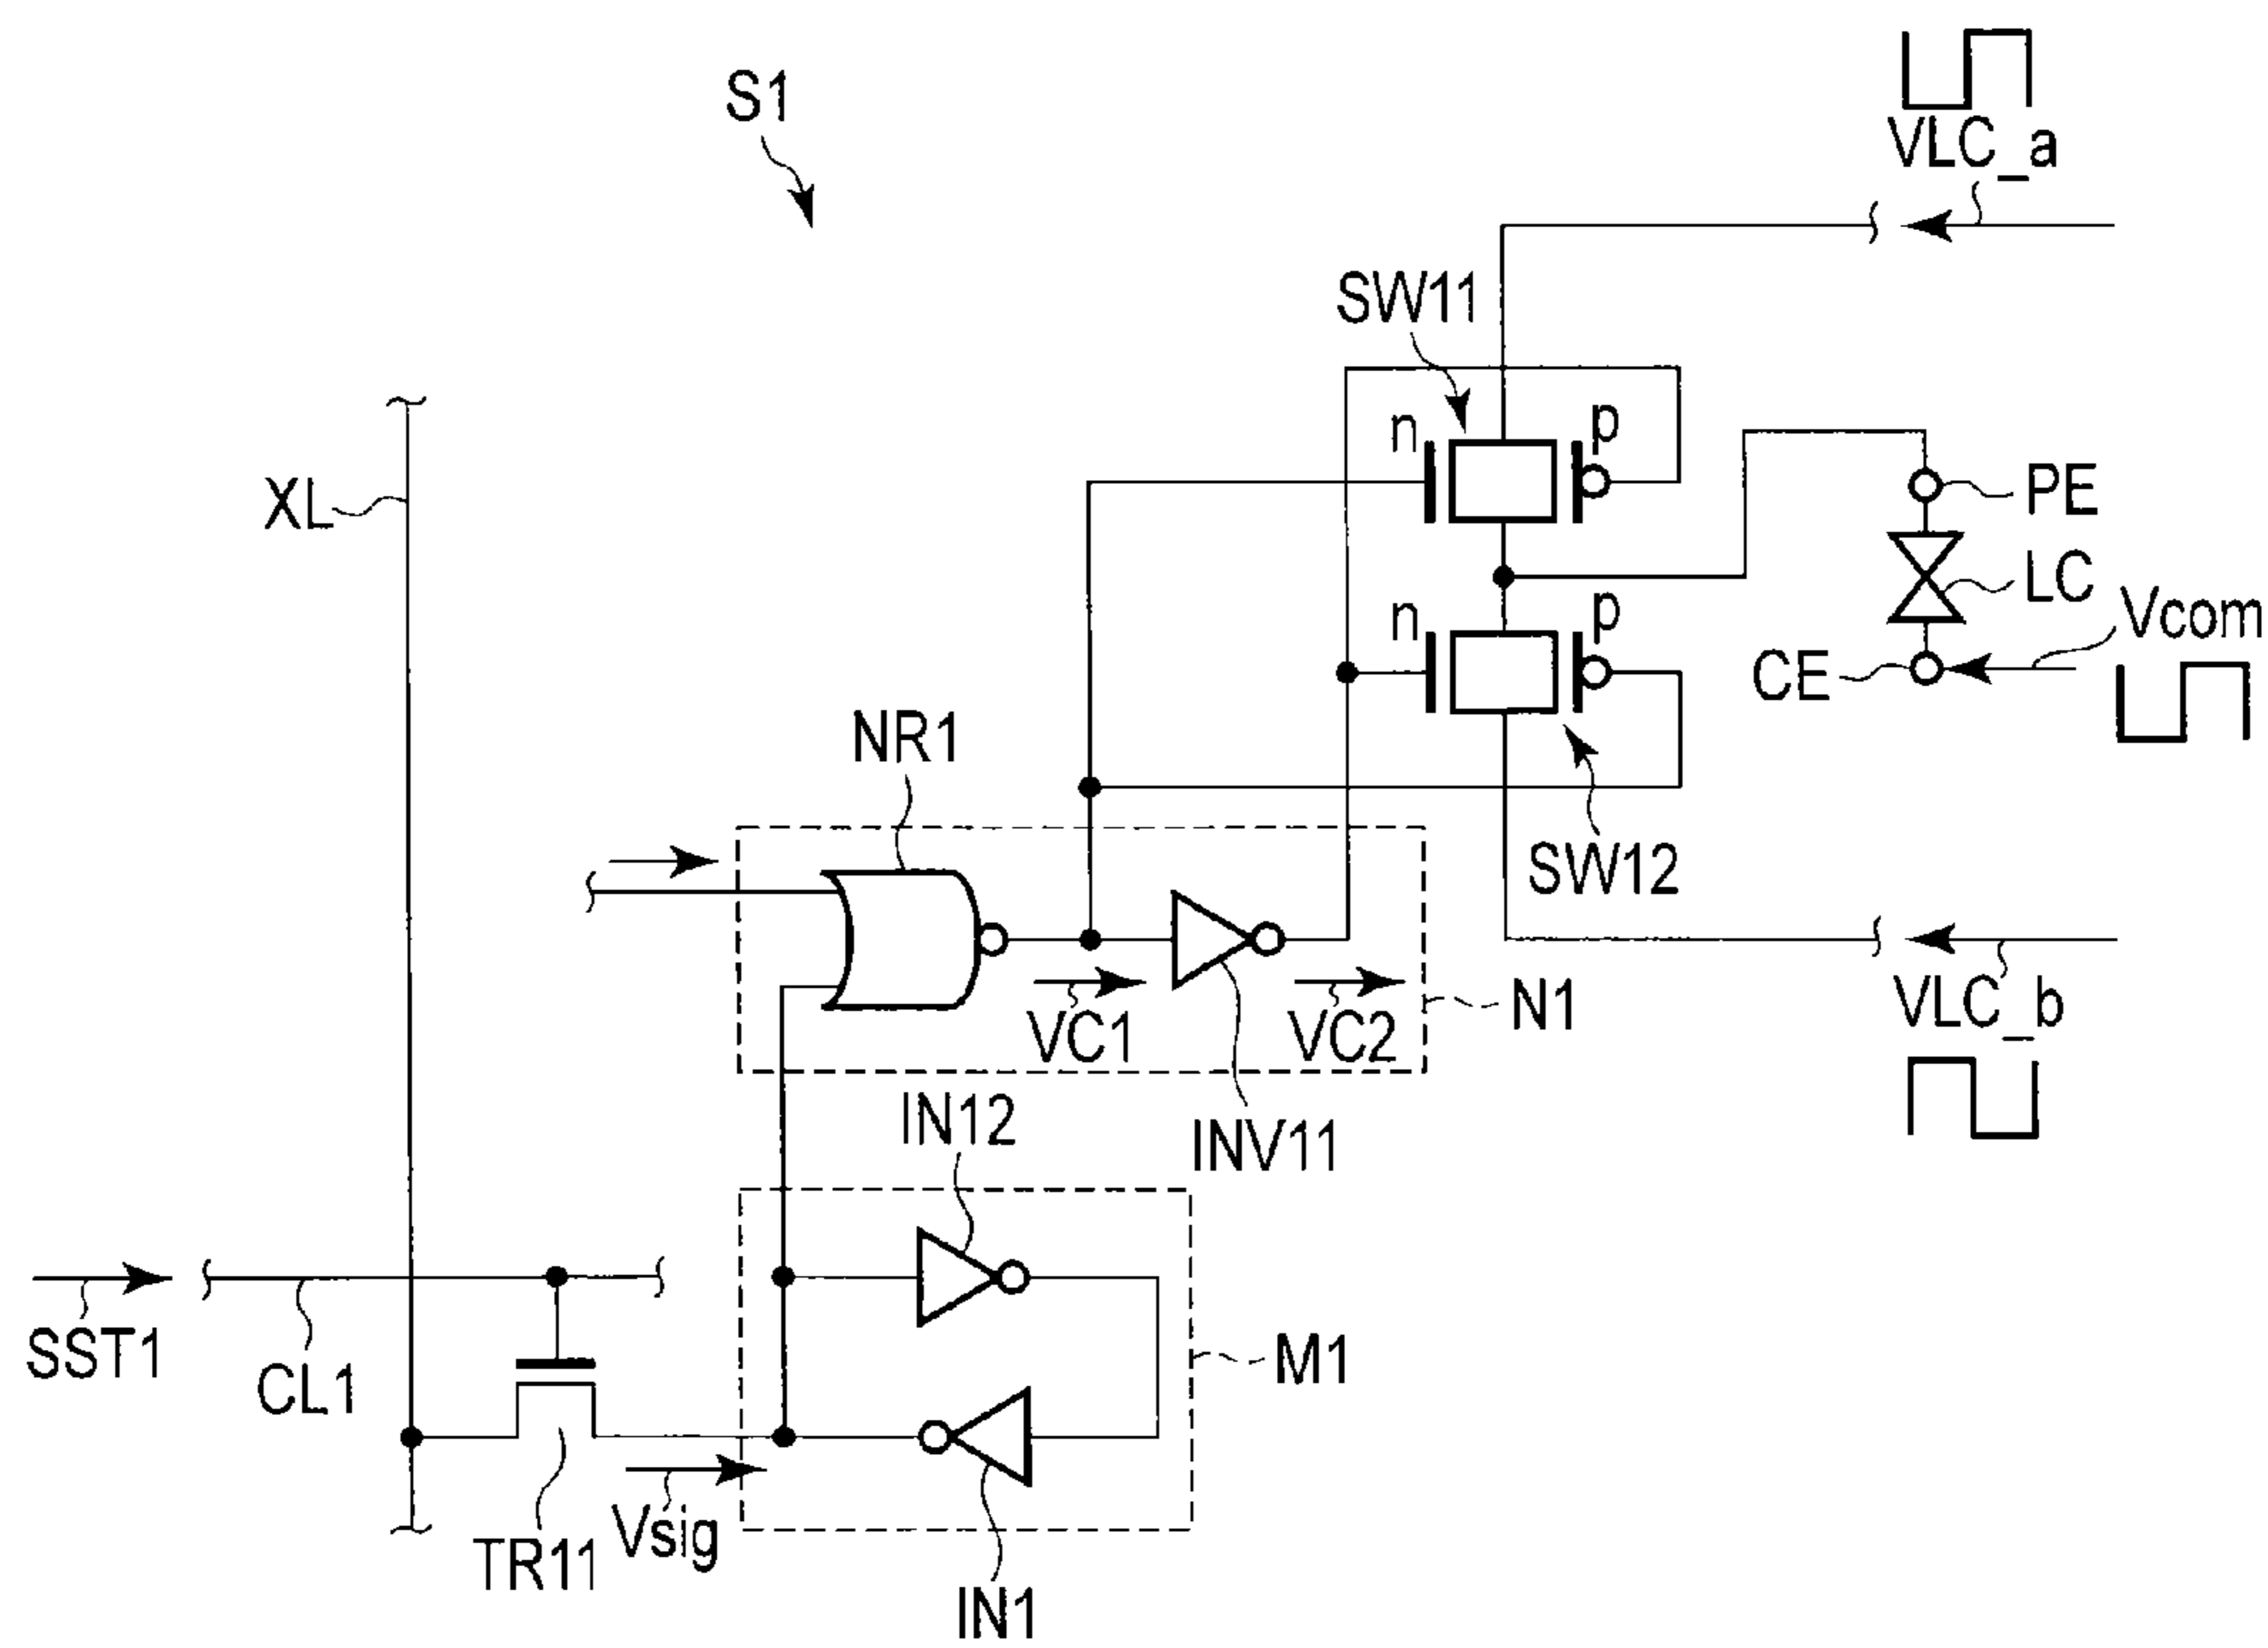 S1
VLC_a
SW11
n
p
XL
PE
LC
n
p
Vcom
CE
NR1
SW12
VC1
VC2
N1
VLC_b
IN12
INV11
SST1
CL1
M1
TR11
Vsig
IN1